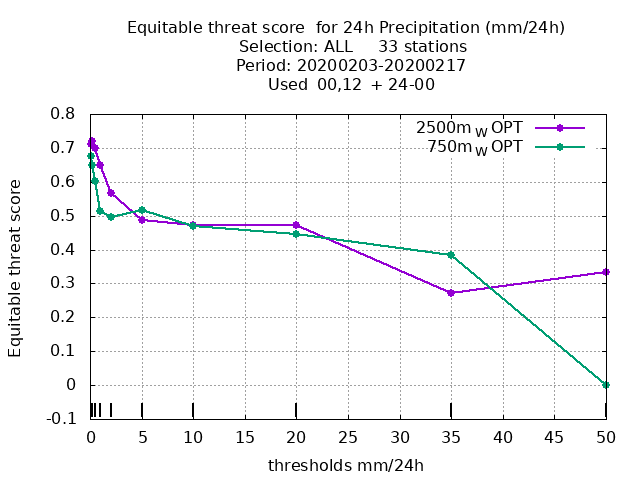 Equitable threat score  for 24h Precipitation (mm/24h)
Selection: ALL     33 stations
Period: 20200203-20200217
Used  00,12  + 24-00
2500m W OPT
750m W OPT
Equitable threat score
0.8
0.7
0.6
0.5
0.4
0.3
0.2
0.1
0
-0.1
0 5 10 15 20 25 30 35 40 45 50
thresholds mm/24h